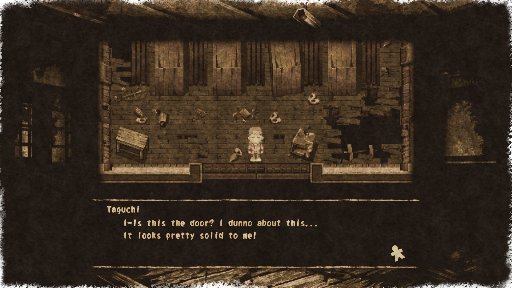 Taguchi
I-Is this the door? I dunno about this...
It looks pretty solid to me!